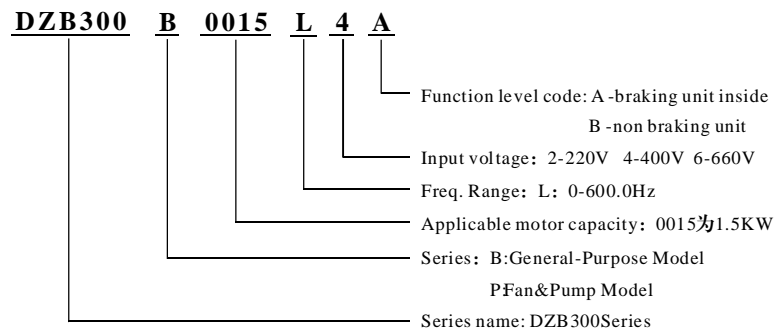 DZB300 B 0015 L 4 A
Function level code: A -braking unit inside
B -non braking unit
Input voltage：2-220V 4-400V 6-660V
Freq. Range：L：0-600.0Hz
Applicable motor capacity：0015为1.5KW
Series：B:General-Purpose Model
P:Fan&Pump Model
Series name: DZB300Series